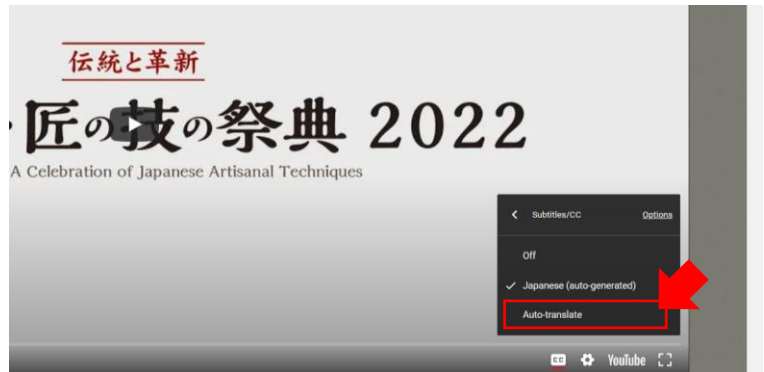 伝統と革新
・匠の技の祭典 2022
A Celebration of Japanese Artisanal Techniques
Subtitles/CC Options
Off
Japanese (auto-generated)
Auto-translate
CC YouTube